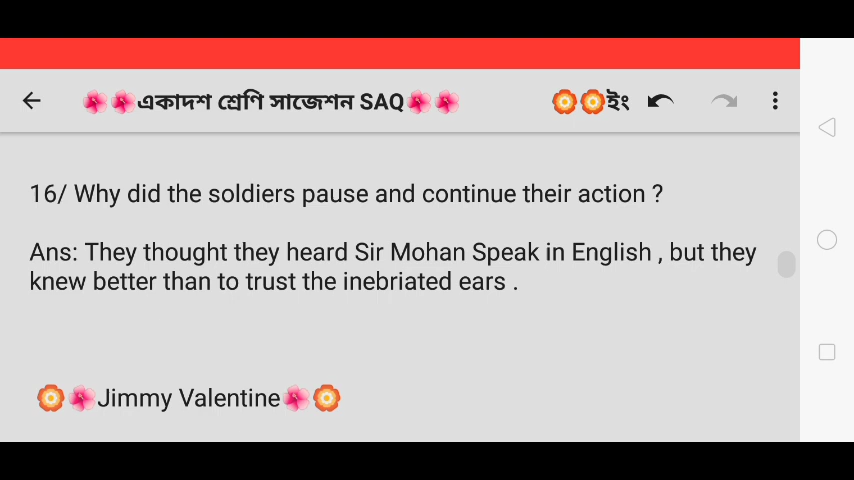 একাদশ শ্রেণি সাজেশন SAQ ইং
16/ Why did the soldiers pause and continue their action ?
Ans: They thought they heard Sir Mohan Speak in English , but they
knew better than to trust the inebriated ears .
Jimmy Valentine